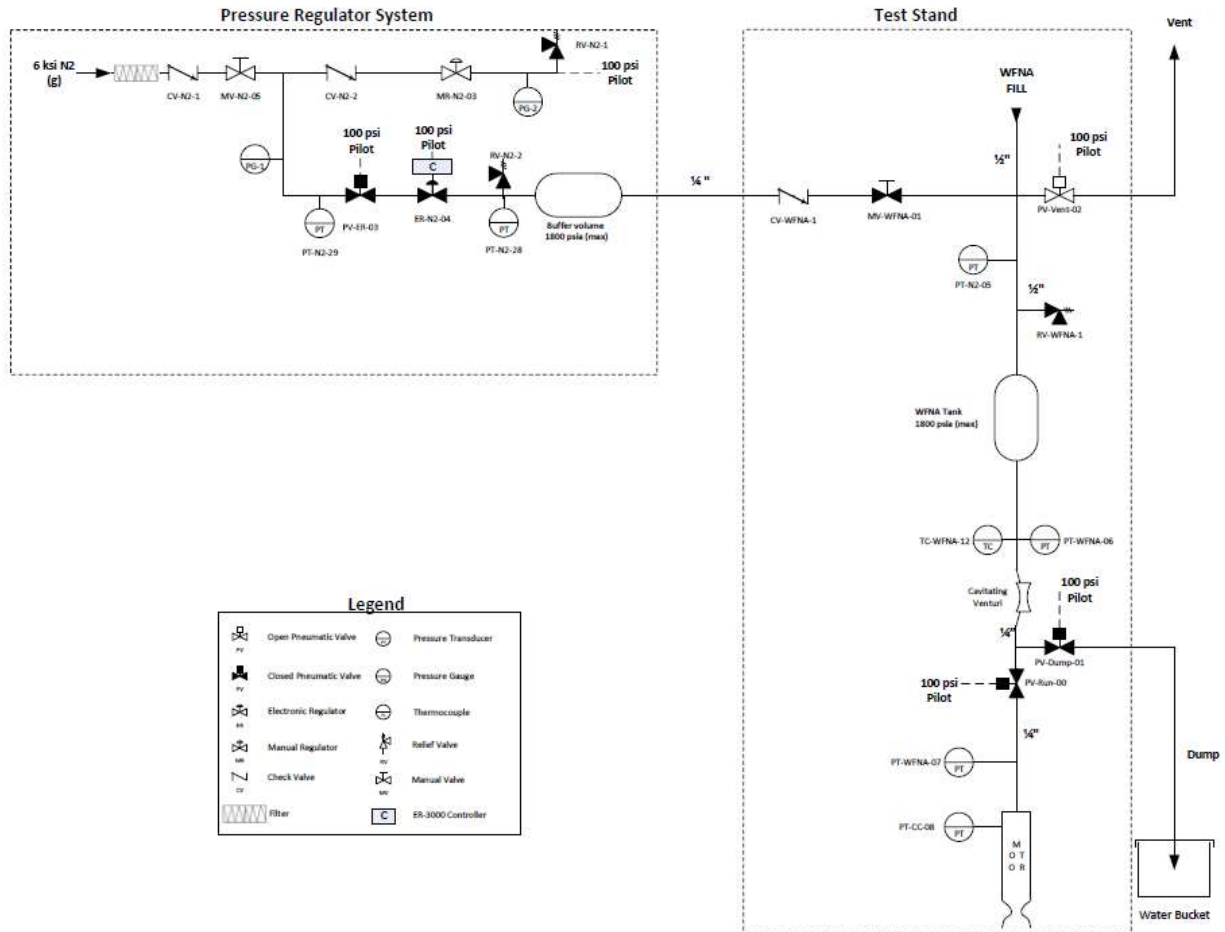 Pressure Regulator System
6 ksi N2
(g)
CV-N2-1
MV-N2-05
CV-N2-2
MR-N2-03
RV-N2-1
PG-2
100 psi
Pilot
PG-1
100 psi
Pilot
100 psi
Pilot
C
RV-N2-2
PT
PT-N2-29
PV-ER-03
ER-N2-04
PT
PT-N2-28
Buffer volume
1800 psia (max)
¼"
Test Stand
Vent
WFNA
FILL
½"
100 psi
Pilot
CV-WFNA-1
MV-WFNA-01
PV-Vent-02
PT
PT-N2-05
½"
RV-WFNA-1
WFNA Tank
1800 psia (max)
TC-WFNA-12
TC
PT
PT-WFNA-06
Cavitating
Venturi
100 psi
Pilot
¼"
PV-Dump-01
100 psi
Pilot
PV-Run-00
¼"
Dump
PT-WFNA-07
PT
PT-CC-08
PT
MOTOR
Water Bucket
Legend
PV
Open Pneumatic Valve
Pressure Transducer
PV
Closed Pneumatic Valve
Pressure Gauge
ER
Electronic Regulator
Thermocouple
MR
Manual Regulator
RV
Relief Valve
CV
Check Valve
MV
Manual Valve
Filter
C
ER-3000 Controller